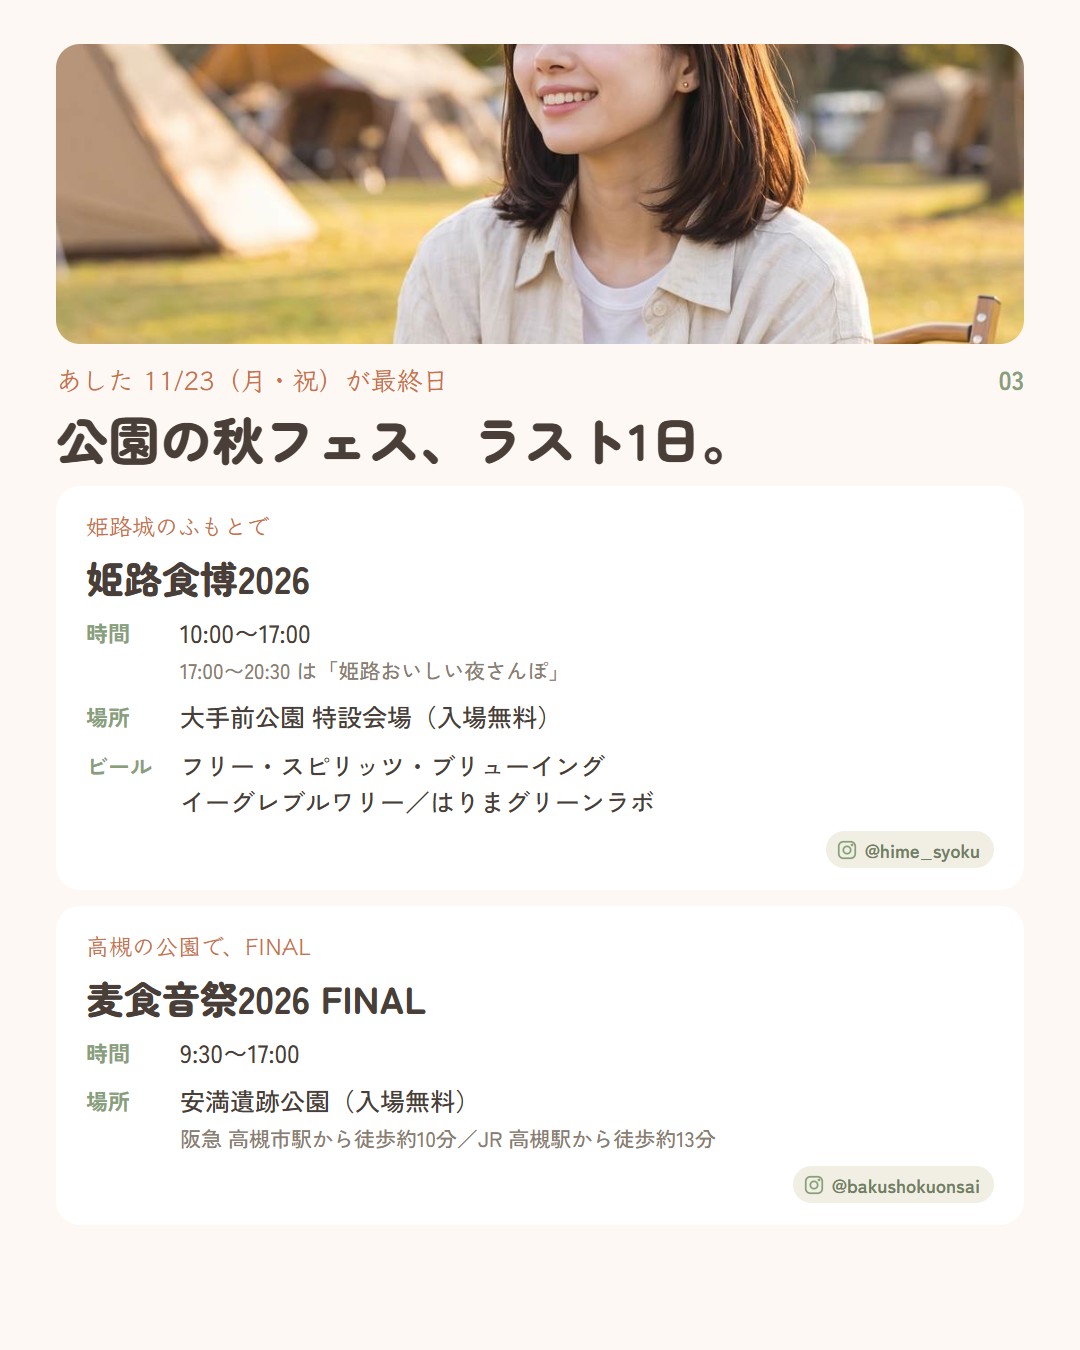 あした 11/23（月・祝）が最終日
03
公園の秋フェス、ラスト1日。
姫路城のふもとで
姫路食博2026
時間 10:00〜17:00
17:00〜20:30 は「姫路おいしい夜さんぽ」
場所 大手前公園 特設会場（入場無料）
ビール フリー・スピリッツ・ブリューイング
イーグレブルワリー／はりまグリーンラボ
@hime_syoku
高槻の公園で、FINAL
麦食音祭2026 FINAL
時間 9:30〜17:00
場所 安満遺跡公園（入場無料）
阪急 高槻市駅から徒歩約10分／JR 高槻駅から徒歩約13分
@bakushokuonsai